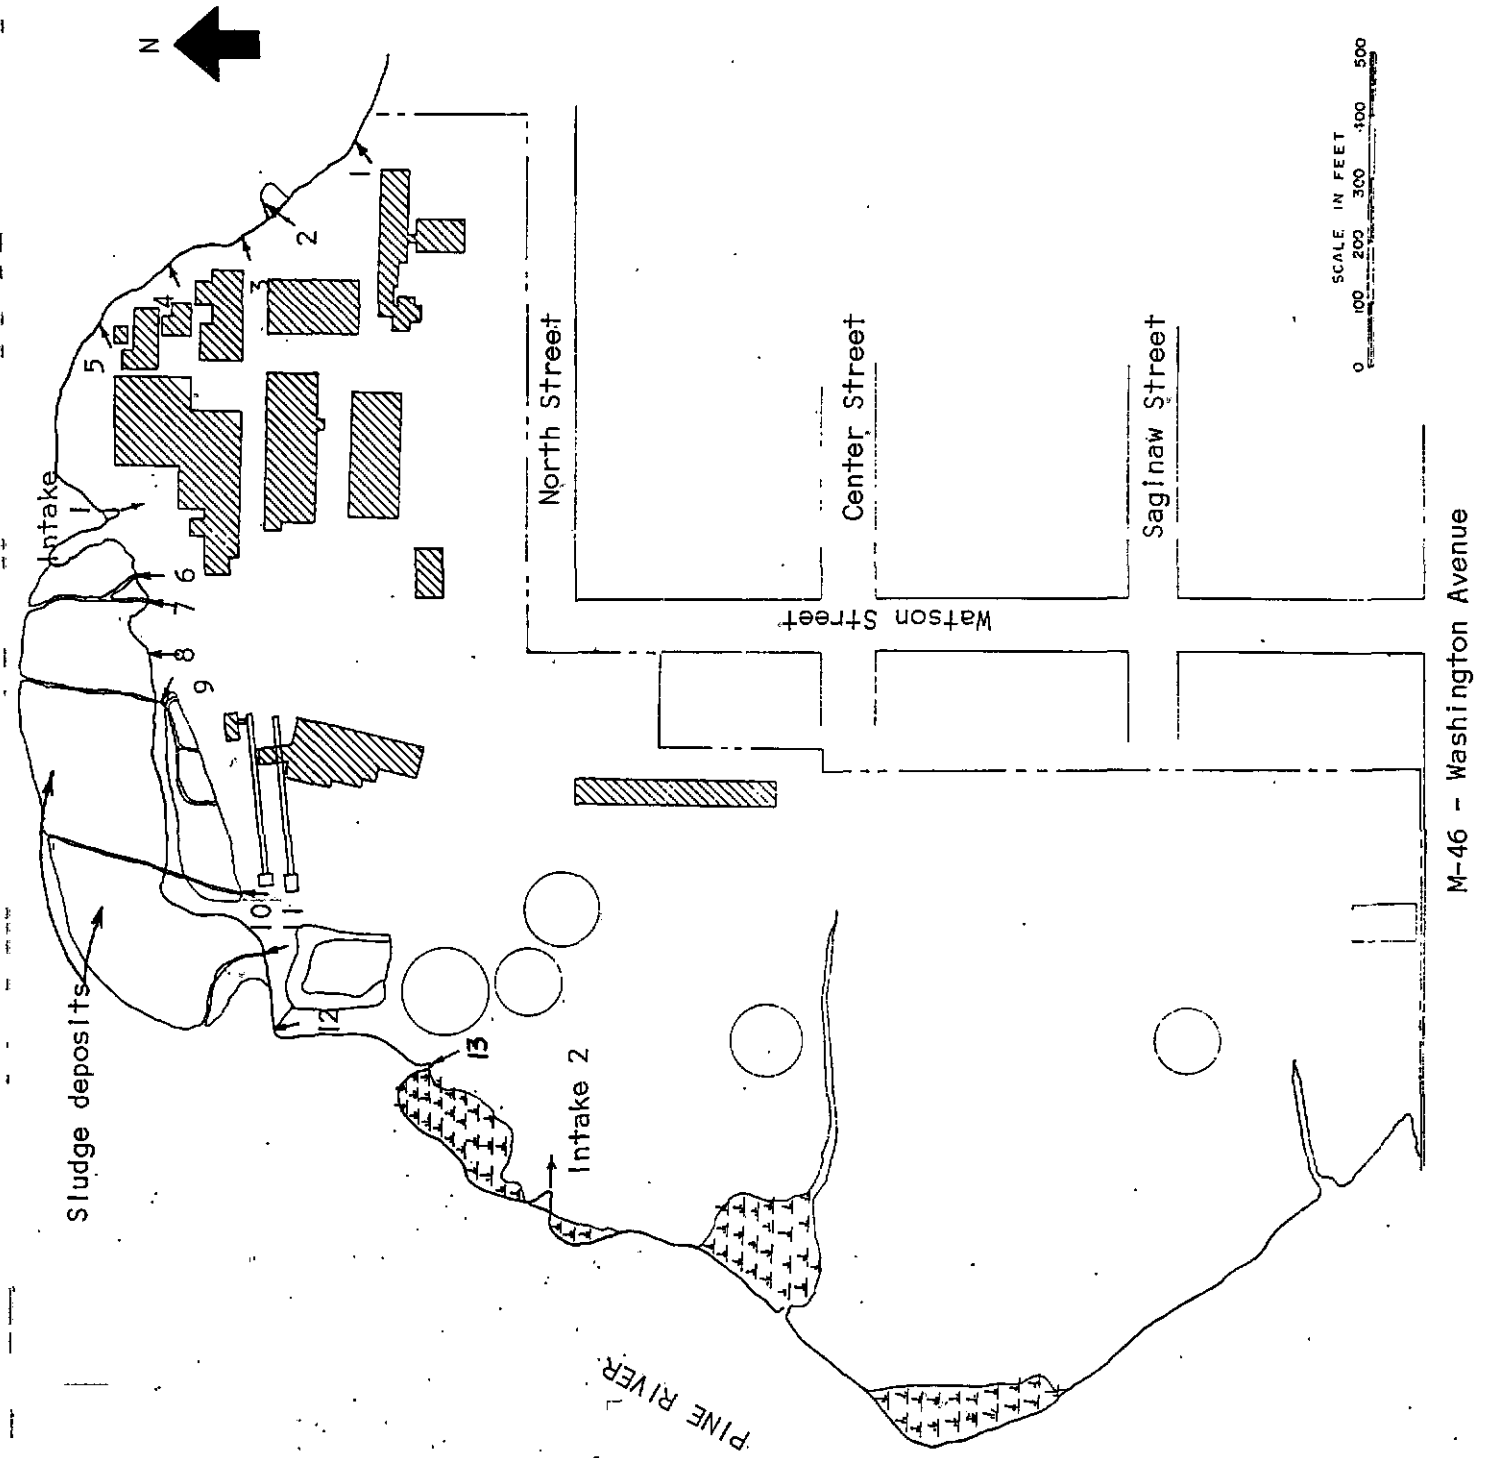 N
Intake
1
1
2
3
4
5
6
7
8
9
10
11
12
13
Sludge deposits
Intake 2
PINE RIVER
North Street
Center Street
Saginaw Street
Watson Street
M-46 - Washington Avenue
SCALE IN FEET
0 100 200 300 400 500